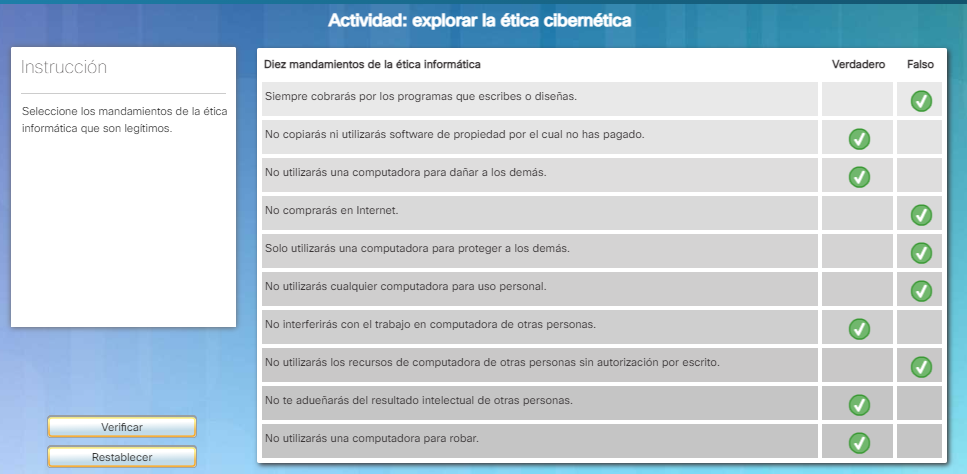 Actividad: explorar la ética cibernética
Instrucción
Seleccione los mandamientos de la ética
informática que son legítimos.
Diez mandamientos de la ética informática Verdadero Falso
Siempre cobrarás por los programas que escribes o diseñas.
No copiarás ni utilizarás software de propiedad por el cual no has pagado.
No utilizarás una computadora para dañar a los demás.
No comprarás en Internet.
Solo utilizarás una computadora para proteger a los demás.
No utilizarás cualquier computadora para uso personal.
No interferirás con el trabajo en computadora de otras personas.
No utilizarás los recursos de computadora de otras personas sin autorización por escrito.
No te adueñarás del resultado intelectual de otras personas.
No utilizarás una computadora para robar.
Verificar
Restablecer